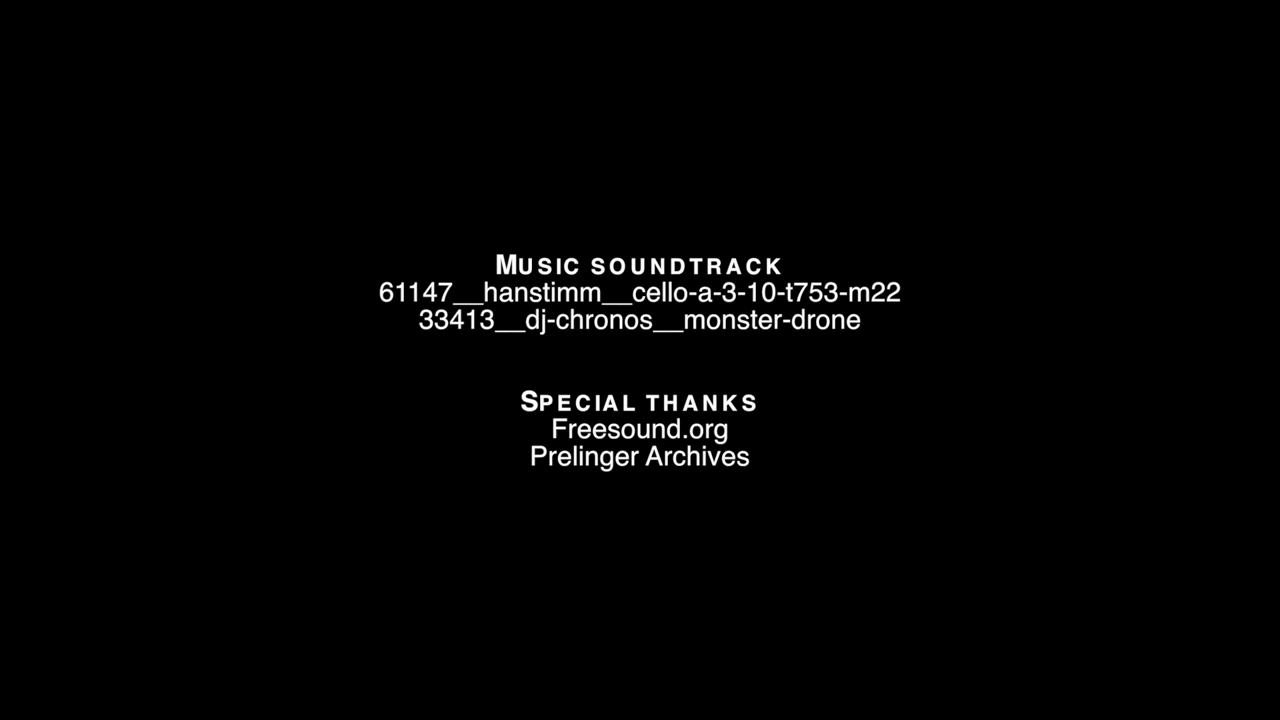 Music soundtrack
61147__hanstimm__cello-a-3-10-t753-m22
33413__dj-chronos__monster-drone
Special thanks
Freesound.org
Prelinger Archives